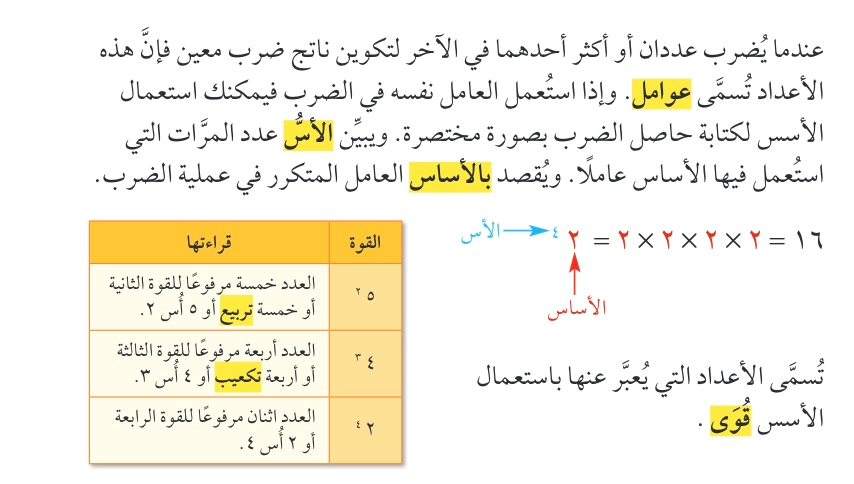 عندما يُضرب عددان أو أكثر أحدهما في الآخر لتكوين ناتج ضرب معين فإنَّ هذه
الأعداد تُسمَّى عوامل. وإذا استُعمل العامل نفسه في الضرب فيمكنك استعمال
الأسس لكتابة حاصل الضرب بصورة مختصرة. ويبيِّن الأسُّ عدد المرَّات التي
استُعمل فيها الأساس عاملًا. ويُقصد بالأساس العامل المتكرر في عملية الضرب.
١٦ = ٢ × ٢ × ٢ × ٢ = ٢ ٤ الأس
الأساس
تُسمَّى الأعداد التي يُعبَّر عنها باستعمال
الأسس قُوَى .
القوة قراءتها
٥ ٢
العدد خمسة مرفوعًا للقوة الثانية
أو خمسة تربيع أو ٥ أُس ٢.
٤ ٣
العدد أربعة مرفوعًا للقوة الثالثة
أو أربعة تكعيب أو ٤ أُس ٣.
٢ ٤
العدد اثنان مرفوعًا للقوة الرابعة
أو ٢ أُس ٤.